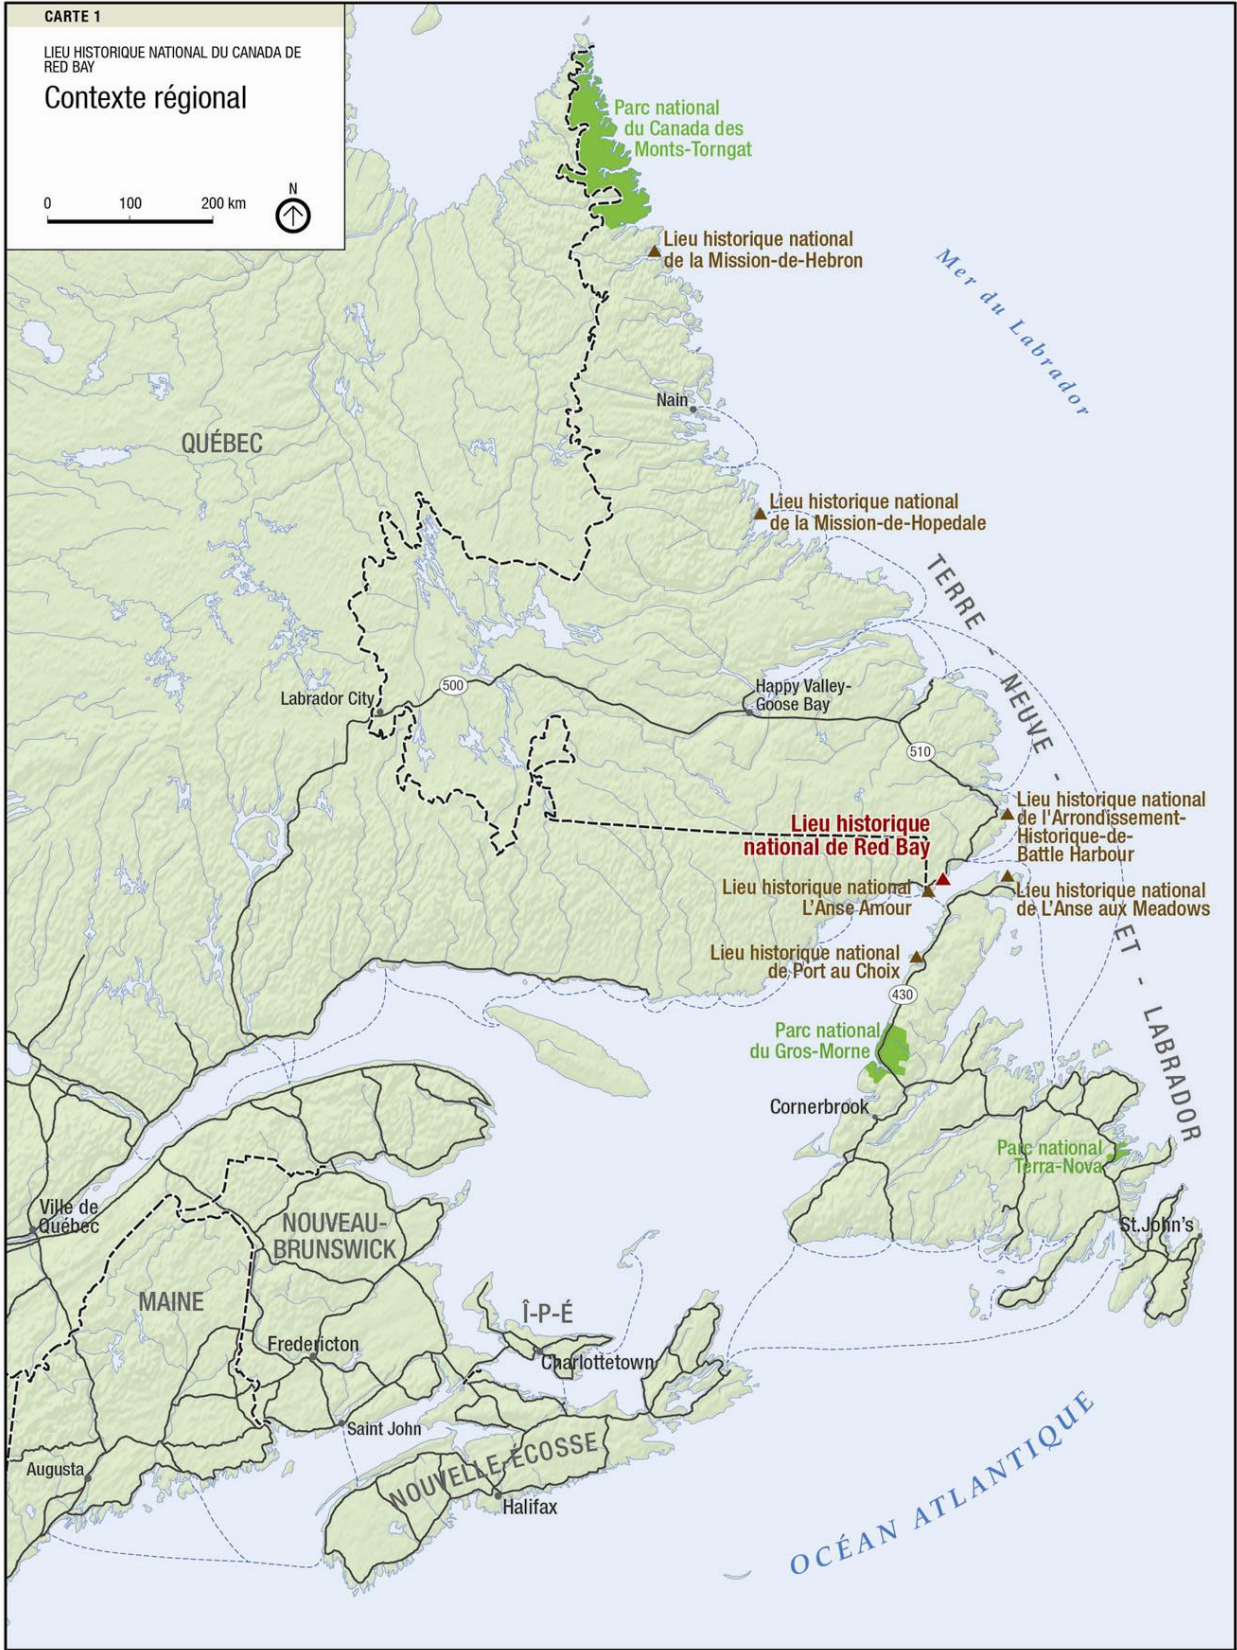 CARTE 1
LIEU HISTORIQUE NATIONAL DU CANADA DE
RED BAY
Contexte régional
0 100 200 km
N
Parc national
du Canada des
Monts-Torngat
Lieu historique national
de la Mission-de-Hebron
Mer du Labrador
Nain
QUÉBEC
Lieu historique national
de la Mission-de-Hopedale
TERRE - NEUVE - ET - LABRADOR
Labrador City
500
Happy Valley-
Goose Bay
510
Lieu historique national
de l'Arrondissement-
Historique-de-
Battle Harbour
Lieu historique
national de Red Bay
Lieu historique national
L'Anse Amour
Lieu historique national
de L'Anse aux Meadows
Lieu historique national
de Port au Choix
430
Parc national
du Gros-Morne
Cornerbrook
Parc national
Terra-Nova
St.John's
Ville de
Québec
NOUVEAU-
BRUNSWICK
MAINE
Î-P-É
Fredericton
Charlottetown
Saint John
Augusta
NOUVELLE-ÉCOSSE
Halifax
OCÉAN ATLANTIQUE